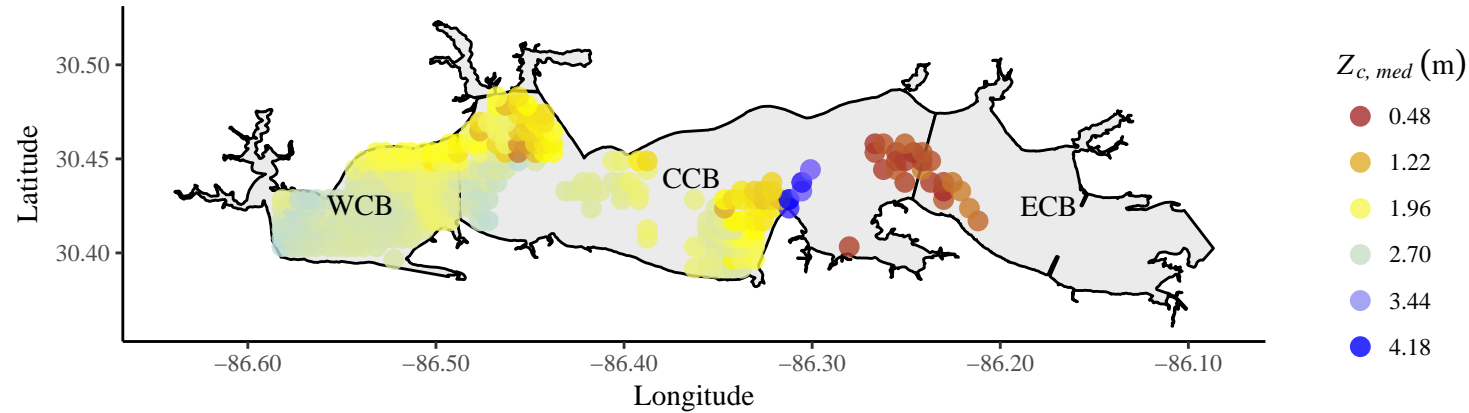 Latitude
30.50
30.45
30.40
WCB
CCB
ECB
−86.60
−86.50
−86.40
−86.30
−86.20
−86.10
Longitude
Z c, med (m)
0.48
1.22
1.96
2.70
3.44
4.18